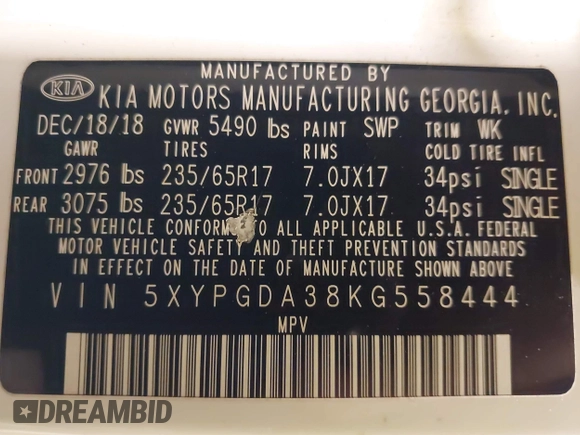 MANUFACTURED BY
KIA KIA MOTORS MANUFACTURING GEORGIA, INC.
DEC/18/18 GVWR 5490 lbs PAINT SWP TRIM WK
GAWR TIRES RIMS COLD TIRE INFL
FRONT 2976 lbs 235/65R17 7.0JX17 34psi SINGLE
REAR 3075 lbs 235/65R17 7.0JX17 34psi SINGLE
THIS VEHICLE CONFORMS TO ALL APPLICABLE U.S.A. FEDERAL
MOTOR VEHICLE SAFETY AND THEFT PREVENTION STANDARDS
IN EFFECT ON THE DATE OF MANUFACTURE SHOWN ABOVE
VIN 5XYPGDA38KG558444
MPV
DREAMBID